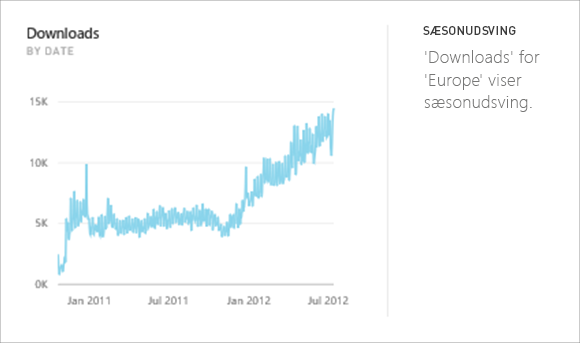 Downloads
BY DATE
15K
10K
5K
0K
Jan 2011 Jul 2011 Jan 2012 Jul 2012
SÆSONUDSVING
'Downloads' for
'Europe' viser
sæsonudsving.